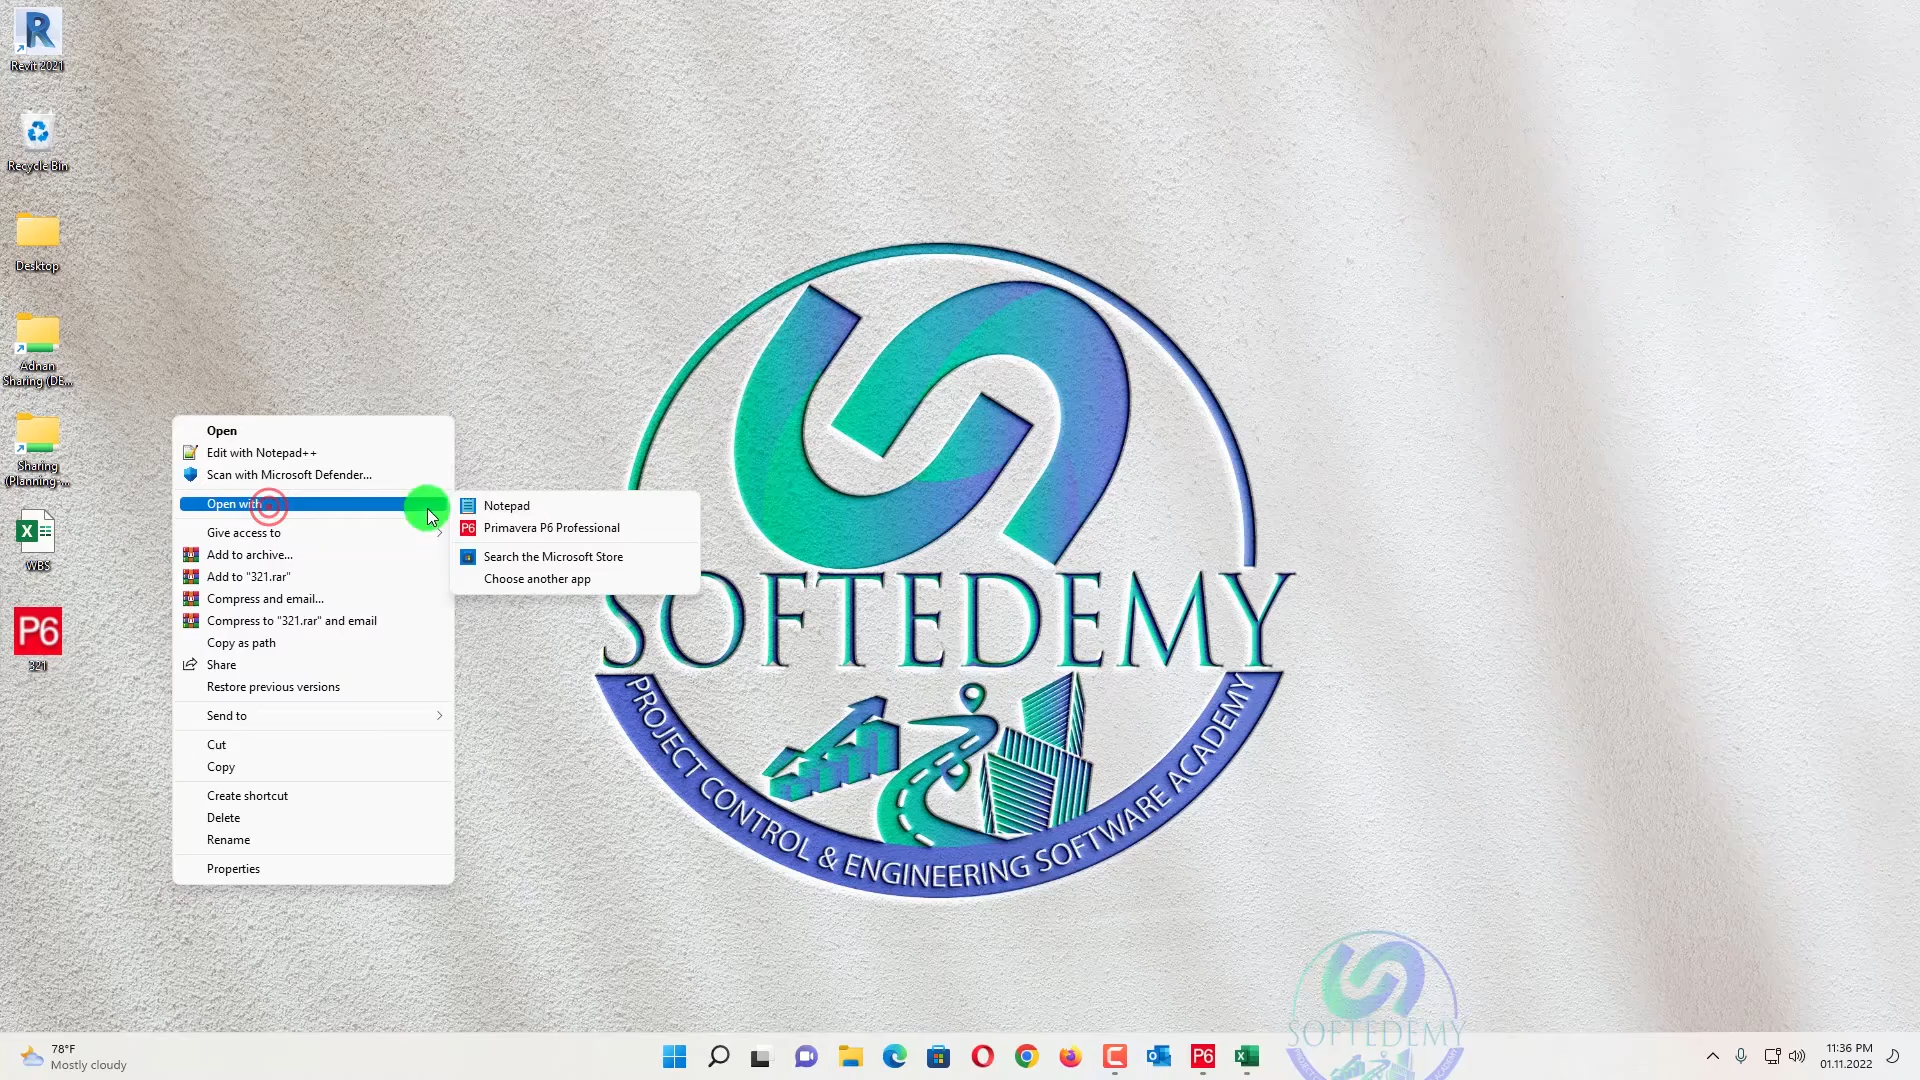 Revit 2021
Recycle Bin
Desktop
Adnan
Sharing (DE...
Sharing
(Planning-...
WBS
P6
321
Open
Edit with Notepad++
Scan with Microsoft Defender...
Open with
Give access to
Add to archive...
Add to "321.rar"
Compress and email...
Compress to "321.rar" and email
Copy as path
Share
Restore previous versions
Send to
Cut
Copy
Create shortcut
Delete
Rename
Properties
Notepad
P6 Primavera P6 Professional
Search the Microsoft Store
Choose another app
SOFTEDEMY
PROJECT CONTROL & ENGINEERING SOFTWARE ACADEMY
SOFTEDEMY
78°F
Mostly cloudy
P6
11:36 PM
01.11.2022